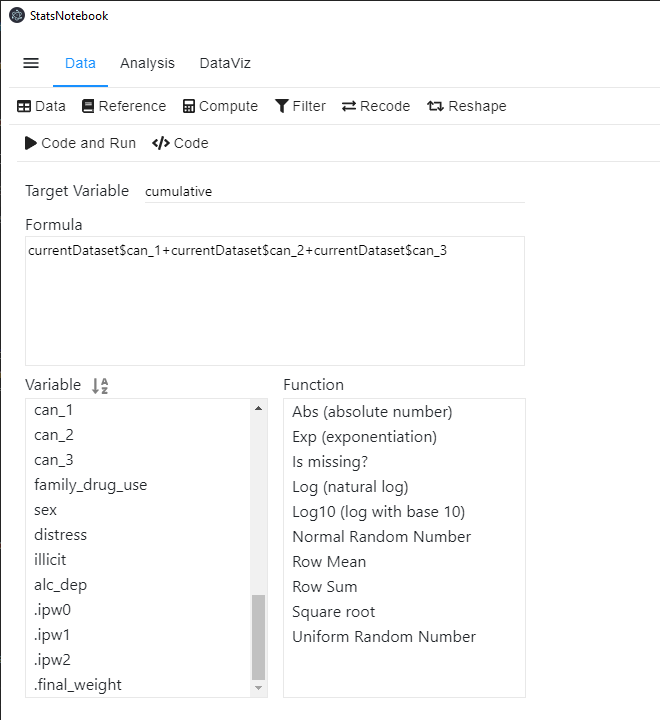 StatsNotebook
Data Analysis DataViz
Data Reference Compute Filter Recode Reshape
Code and Run Code
Target Variable cumulative
Formula
currentDataset$can_1+currentDataset$can_2+currentDataset$can_3
Variable
can_1
can_2
can_3
family_drug_use
sex
distress
illicit
alc_dep
.ipw0
.ipw1
.ipw2
.final_weight
Function
Abs (absolute number)
Exp (exponentiation)
Is missing?
Log (natural log)
Log10 (log with base 10)
Normal Random Number
Row Mean
Row Sum
Square root
Uniform Random Number